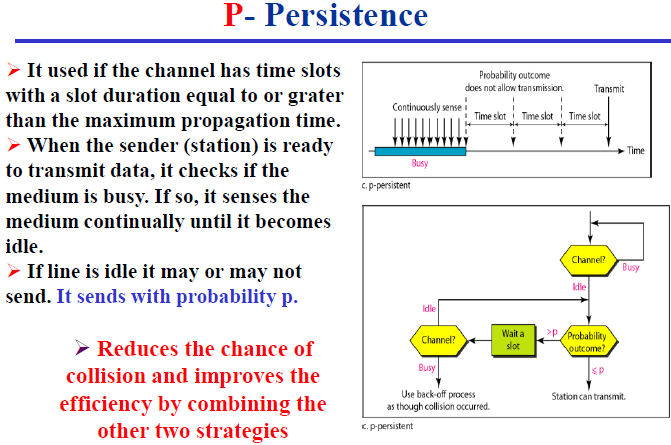 P- Persistence
➢ It used if the channel has time slots
with a slot duration equal to or grater
than the maximum propagation time.
➢ When the sender (station) is ready
to transmit data, it checks if the
medium is busy. If so, it senses the
medium continually until it becomes
idle.
➢ If line is idle it may or may not
send. It sends with probability p.
➢ Reduces the chance of
collision and improves the
efficiency by combining the
other two strategies
Probability outcome
does not allow transmission.
Transmit
Continuously sense
Time slot
Time slot
Time slot
Time
Busy
c. p-persistent
Channel?
Busy
Idle
Idle
Channel?
Wait a
slot
>p
Probability
outcome?
Busy
≤ p
Use back-off process
as though collision occurred.
Station can transmit.
c. p-persistent